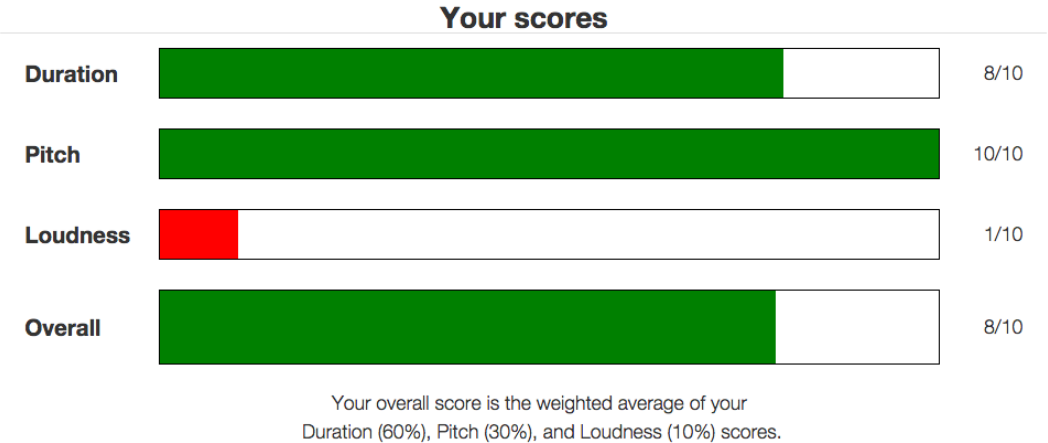 Your scores
Duration 8/10
Pitch 10/10
Loudness 1/10
Overall 8/10
Your overall score is the weighted average of your
Duration (60%), Pitch (30%), and Loudness (10%) scores.